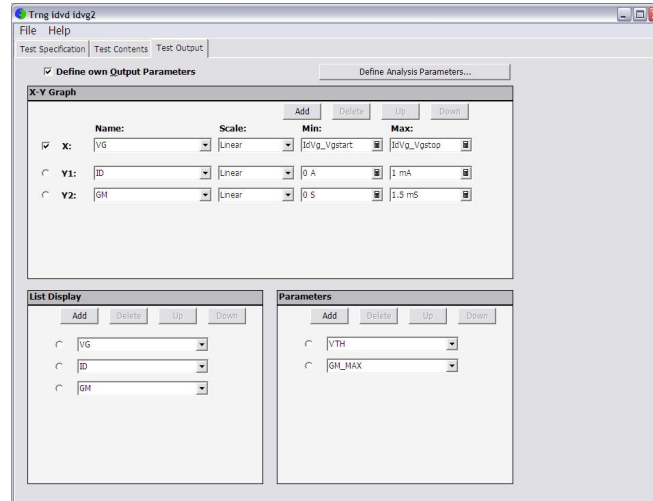 Trng idvd idvg2
File Help
Test Specification Test Contents Test Output
Define own Output Parameters Define Analysis Parameters...
X-Y Graph
Add Delete Up Down
Name: Scale: Min: Max:
X: VG Linear IdVg_Vgstart IdVg_Vgstop
Y1: ID Linear 0 A 1 mA
Y2: GM Linear 0 S 1.5 mS
List Display
Add Delete Up Down
VG
ID
GM
Parameters
Add Delete Up Down
VTH
GM_MAX